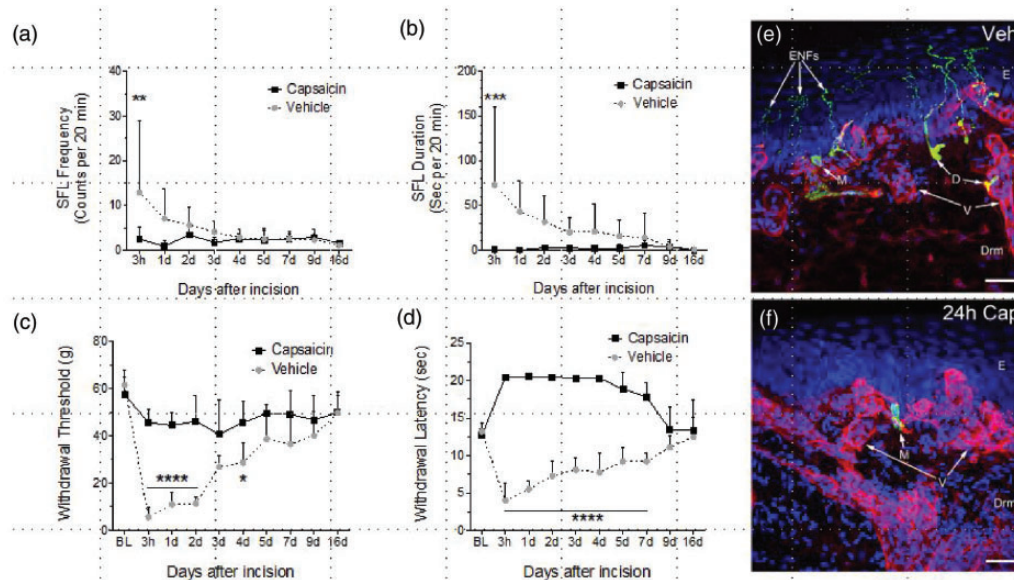 (a)
SFL Frequency
(Counts per 20 min)
40
30
20
10
0
**
Capsaicin
Vehicle
3h 1d 2d 3d 4d 5d 7d 9d 16d
Days after incision
(b)
SFL Duration
(Sec per 20 min)
200
150
100
50
0
***
Capsaicin
Vehicle
3h 1d 2d 3d 4d 5d 7d 9d 16d
Days after incision
(e)
Veh
ENFs
E
M
D
V
Drm
(c)
Withdrawal Threshold (g)
80
60
40
20
0
Capsaicin
Vehicle
****
*
BL 3h 1d 2d 3d 4d 5d 7d 9d 16d
Days after incision
(d)
Withdrawal Latency (sec)
25
20
15
10
5
0
Capsaicin
Vehicle
****
BL 3h 1d 2d 3d 4d 5d 7d 9d 16d
Days after incision
(f)
24h Cap
E
M
V
Drm